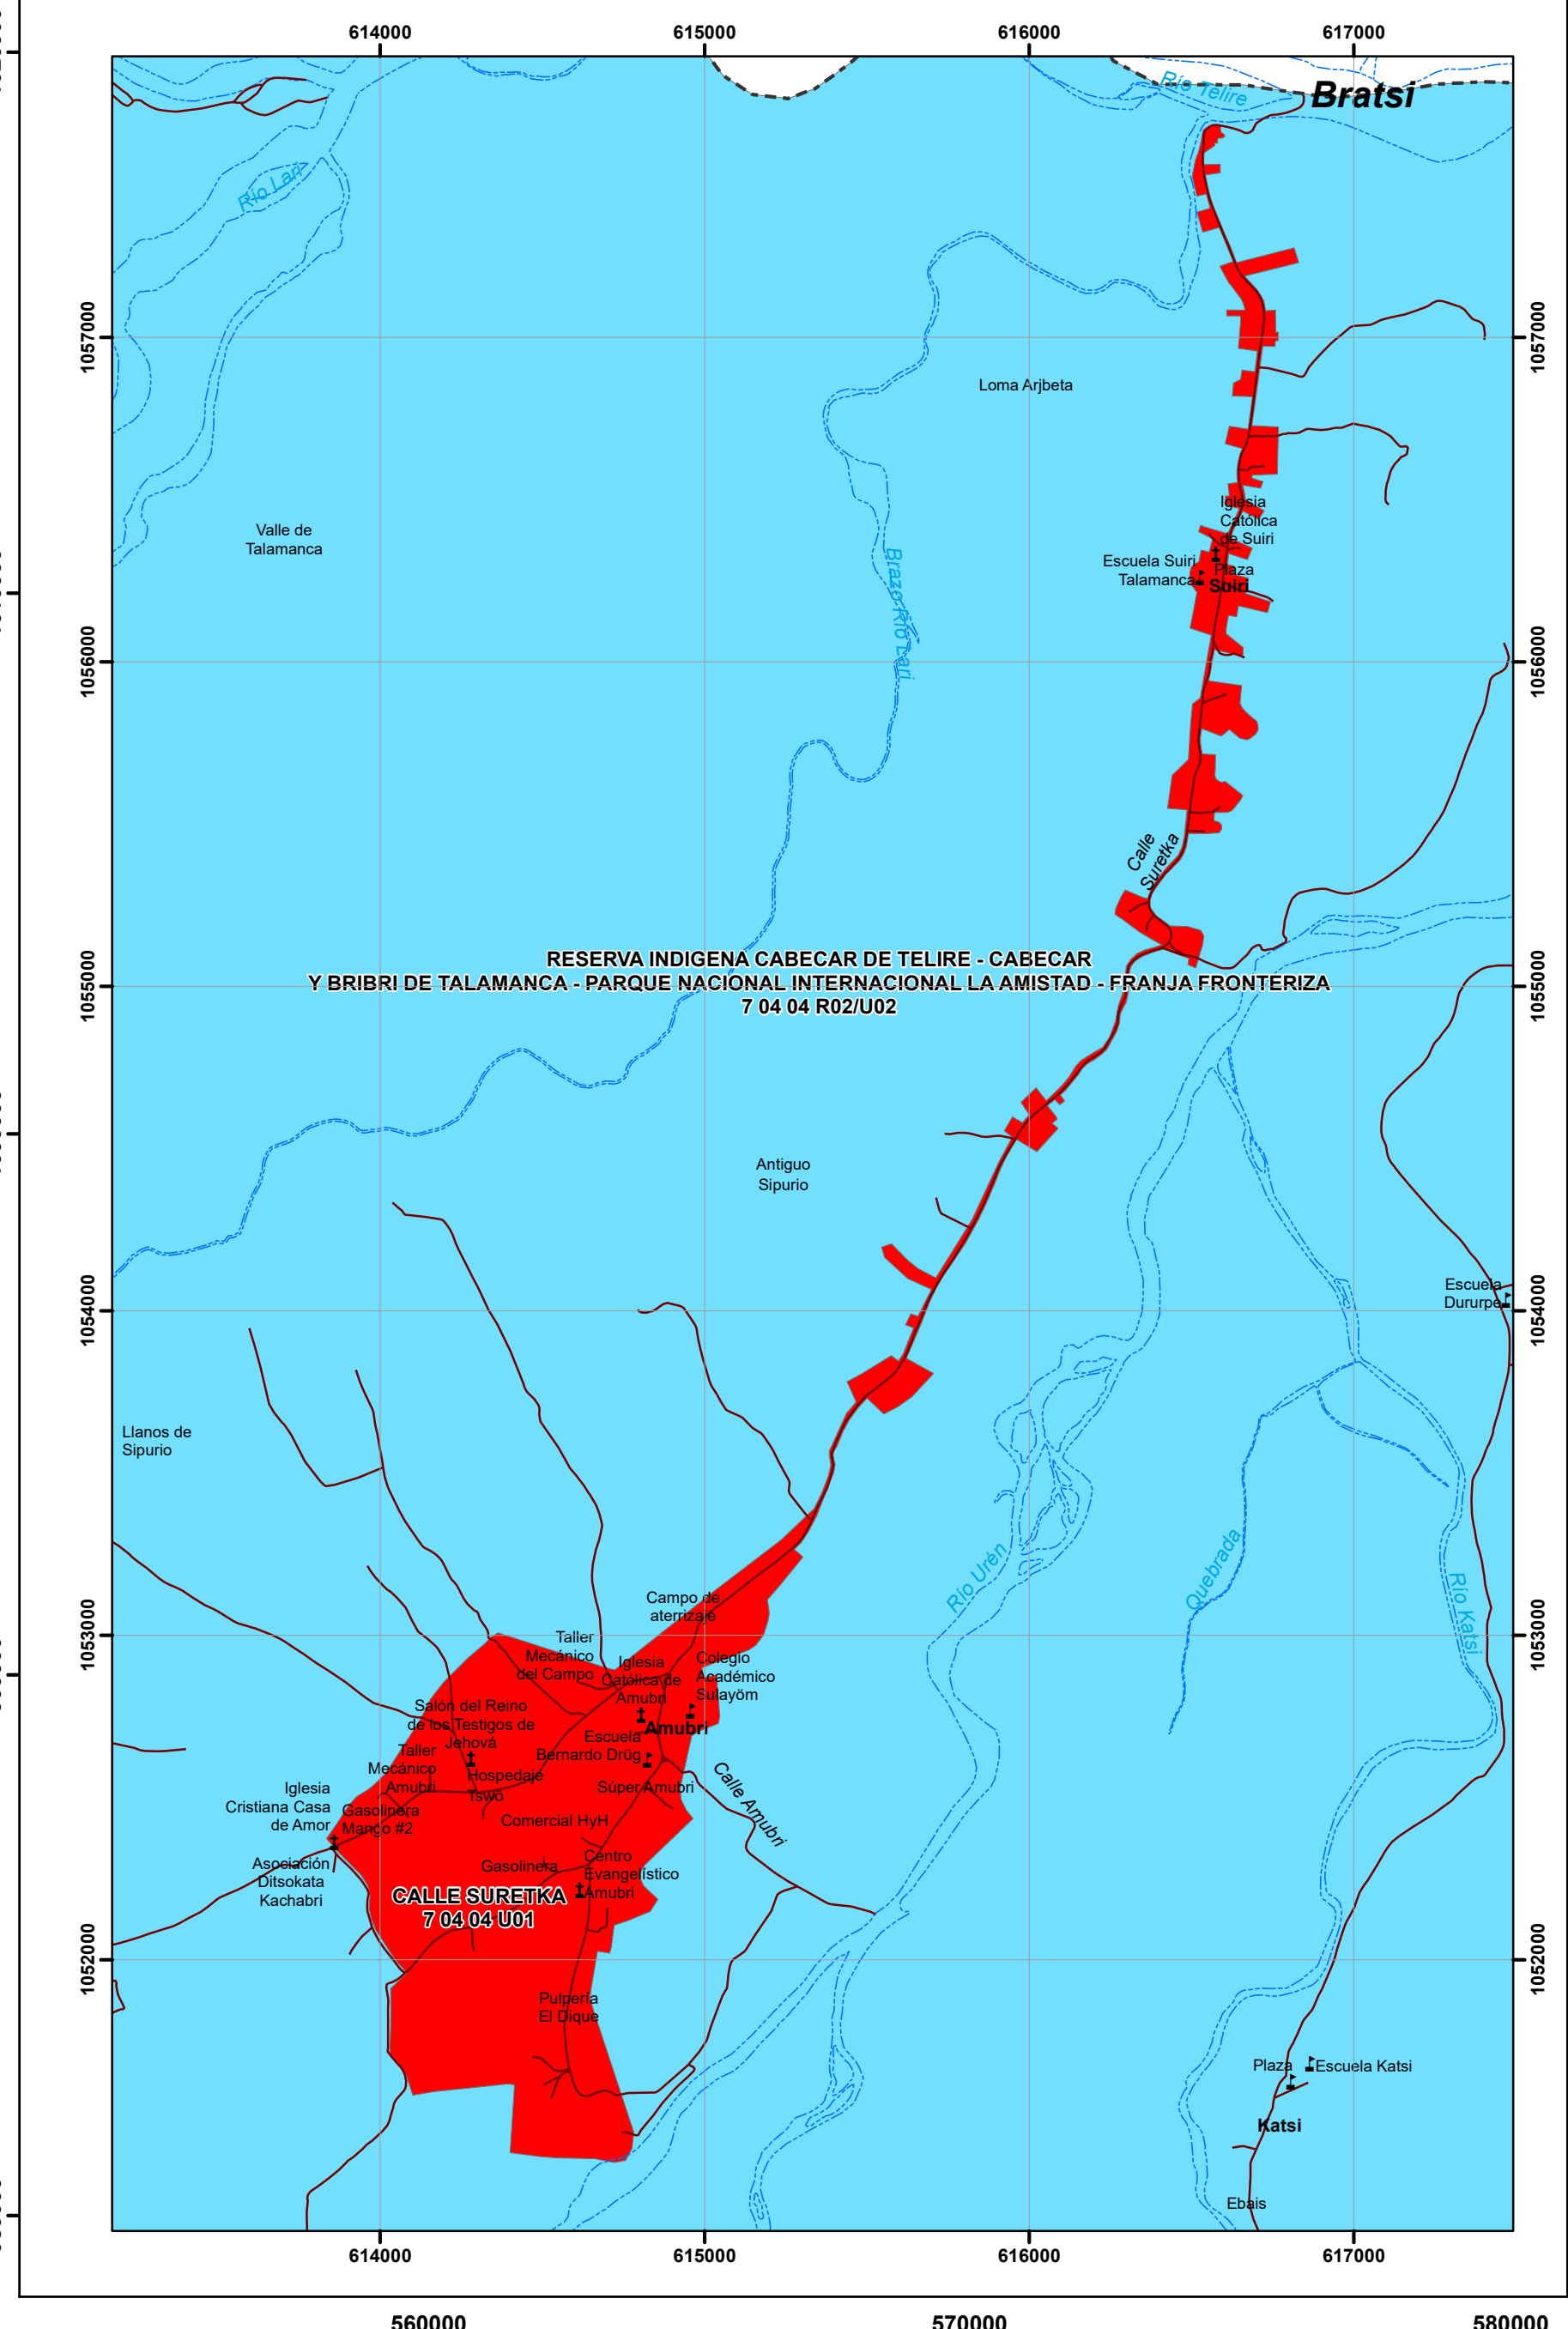 614000
615000
616000
617000
Río Telire
Bratsi
Río Lari
1057000
1057000
Loma Arjbeta
Valle de
Talamanca
Iglesia
Católica
de Suiri
Escuela Suiri
Talamanca
Plaza
Suiri
Brazo Río Lari
1056000
1056000
Calle
Suretka
RESERVA INDIGENA CABECAR DE TELIRE - CABECAR
Y BRIBRI DE TALAMANCA - PARQUE NACIONAL INTERNACIONAL LA AMISTAD - FRANJA FRONTERIZA
7 04 04 R02/U02
1055000
1055000
Antiguo
Sipurio
Escuela
Dururpe
1054000
1054000
Llanos de
Sipurio
Río Urén
Quebrada
Río Katsi
Campo de
aterrizaje
1053000
1053000
Taller
Mecánico
del Campo
Iglesia
Católica de
Amubri
Colegio
Académico
Sulayöm
Salón del Reino
de los Testigos de
Jehová
Amubri
Escuela
Bernardo Drüg
Taller
Mecánico
Amubri
Hospedaje
Tswo
Súper Amubri
Calle Amubri
Iglesia
Cristiana Casa
de Amor
Gasolinera
Mango #2
Comercial HyH
Asociación
Ditsokata
Kachabri
Gasolinera
Centro
Evangelístico
Amubri
CALLE SURETKA
7 04 04 U01
1052000
1052000
Pulpería
El Dique
Plaza
Escuela Katsi
Katsi
Ebais
614000
615000
616000
617000
560000
570000
580000